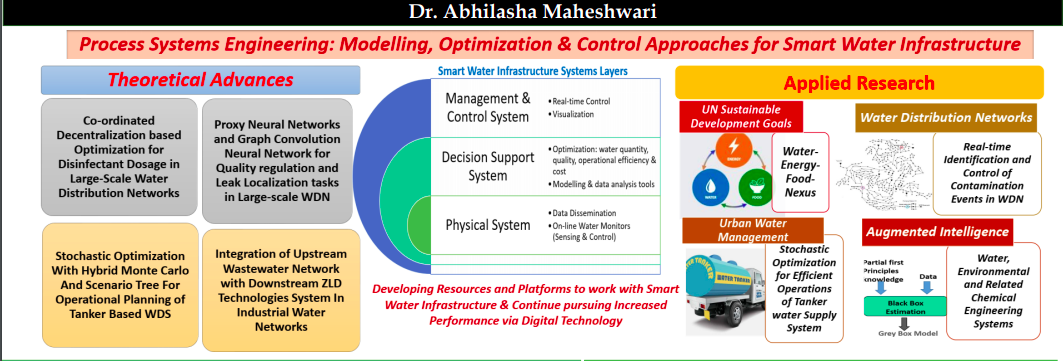 Dr. Abhilasha Maheshwari
Process Systems Engineering: Modelling, Optimization & Control Approaches for Smart Water Infrastructure
Theoretical Advances
Co-ordinated
Decentralization based
Optimization for
Disinfectant Dosage in
Large-Scale Water
Distribution Networks
Proxy Neural Networks
and Graph Convolution
Neural Network for
Quality regulation and
Leak Localization tasks
in Large-scale WDN
Stochastic Optimization
With Hybrid Monte Carlo
And Scenario Tree For
Operational Planning of
Tanker Based WDS
Integration of Upstream
Wastewater Network
with Downstream ZLD
Technologies System In
Industrial Water
Networks
Smart Water Infrastructure Systems Layers
Management &
Control System
• Real-time Control
• Visualization
Decision Support
System
• Optimization: water quantity,
quality, operational efficiency &
cost
• Modelling & data analysis tools
Physical System
• Data Dissemination
• On-line Water Monitors
(Sensing & Control)
Developing Resources and Platforms to work with Smart
Water Infrastructure & Continue pursuing Increased
Performance via Digital Technology
Applied Research
UN Sustainable
Development Goals
ENERGY
WATER
FOOD
Water-
Energy-
Food-
Nexus
Water Distribution Networks
Real-time
Identification and
Control of
Contamination
Events in WDN
Urban Water
Management
WATER TANKER
Stochastic
Optimization
for Efficient
Operations
of Tanker
water Supply
System
Augmented Intelligence
Partial first
Principles
knowledge
Data
Black Box
Estimation
Grey Box Model
Water,
Environmental
and Related
Chemical
Engineering
Systems